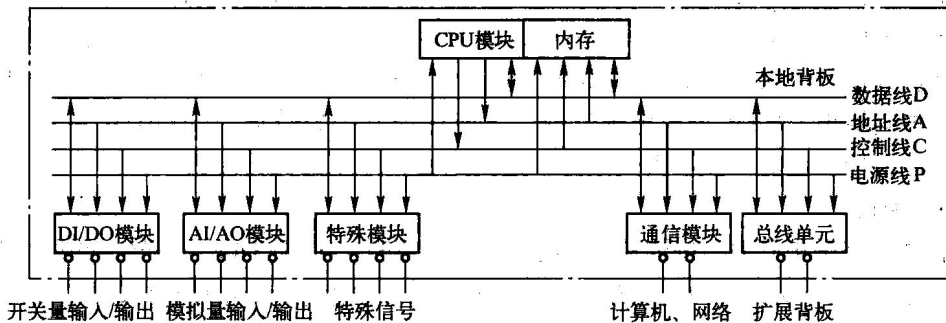 CPU模块 内存
本地背板
数据线D
地址线A
控制线C
电源线P
DI/DO模块 AI/AO模块 特殊模块 通信模块 总线单元
开关量输入/输出 模拟量输入/输出 特殊信号 计算机、网络 扩展背板